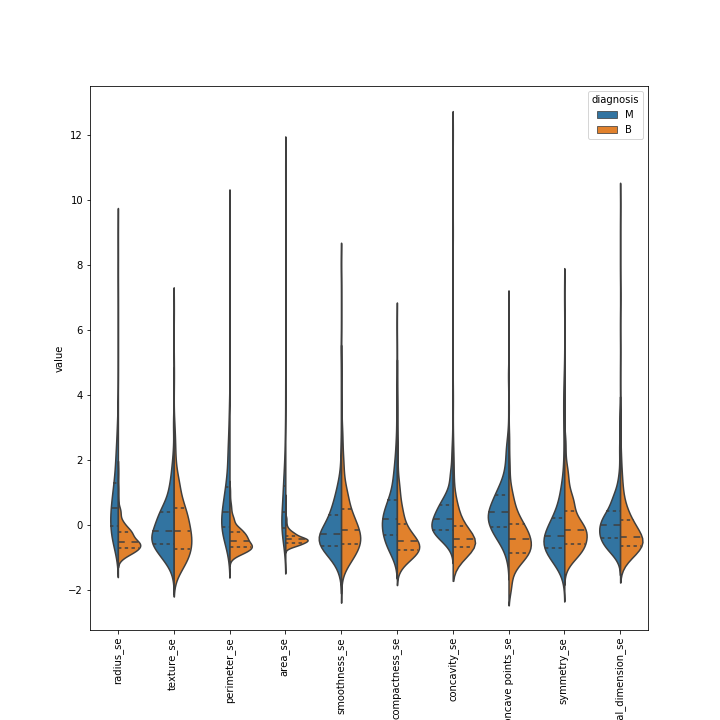 diagnosis
M
B
12
10
8
6
4
2
0
−2
value
radius_se
texture_se
perimeter_se
area_se
smoothness_se
compactness_se
concavity_se
oncave points_se
symmetry_se
al_dimension_se